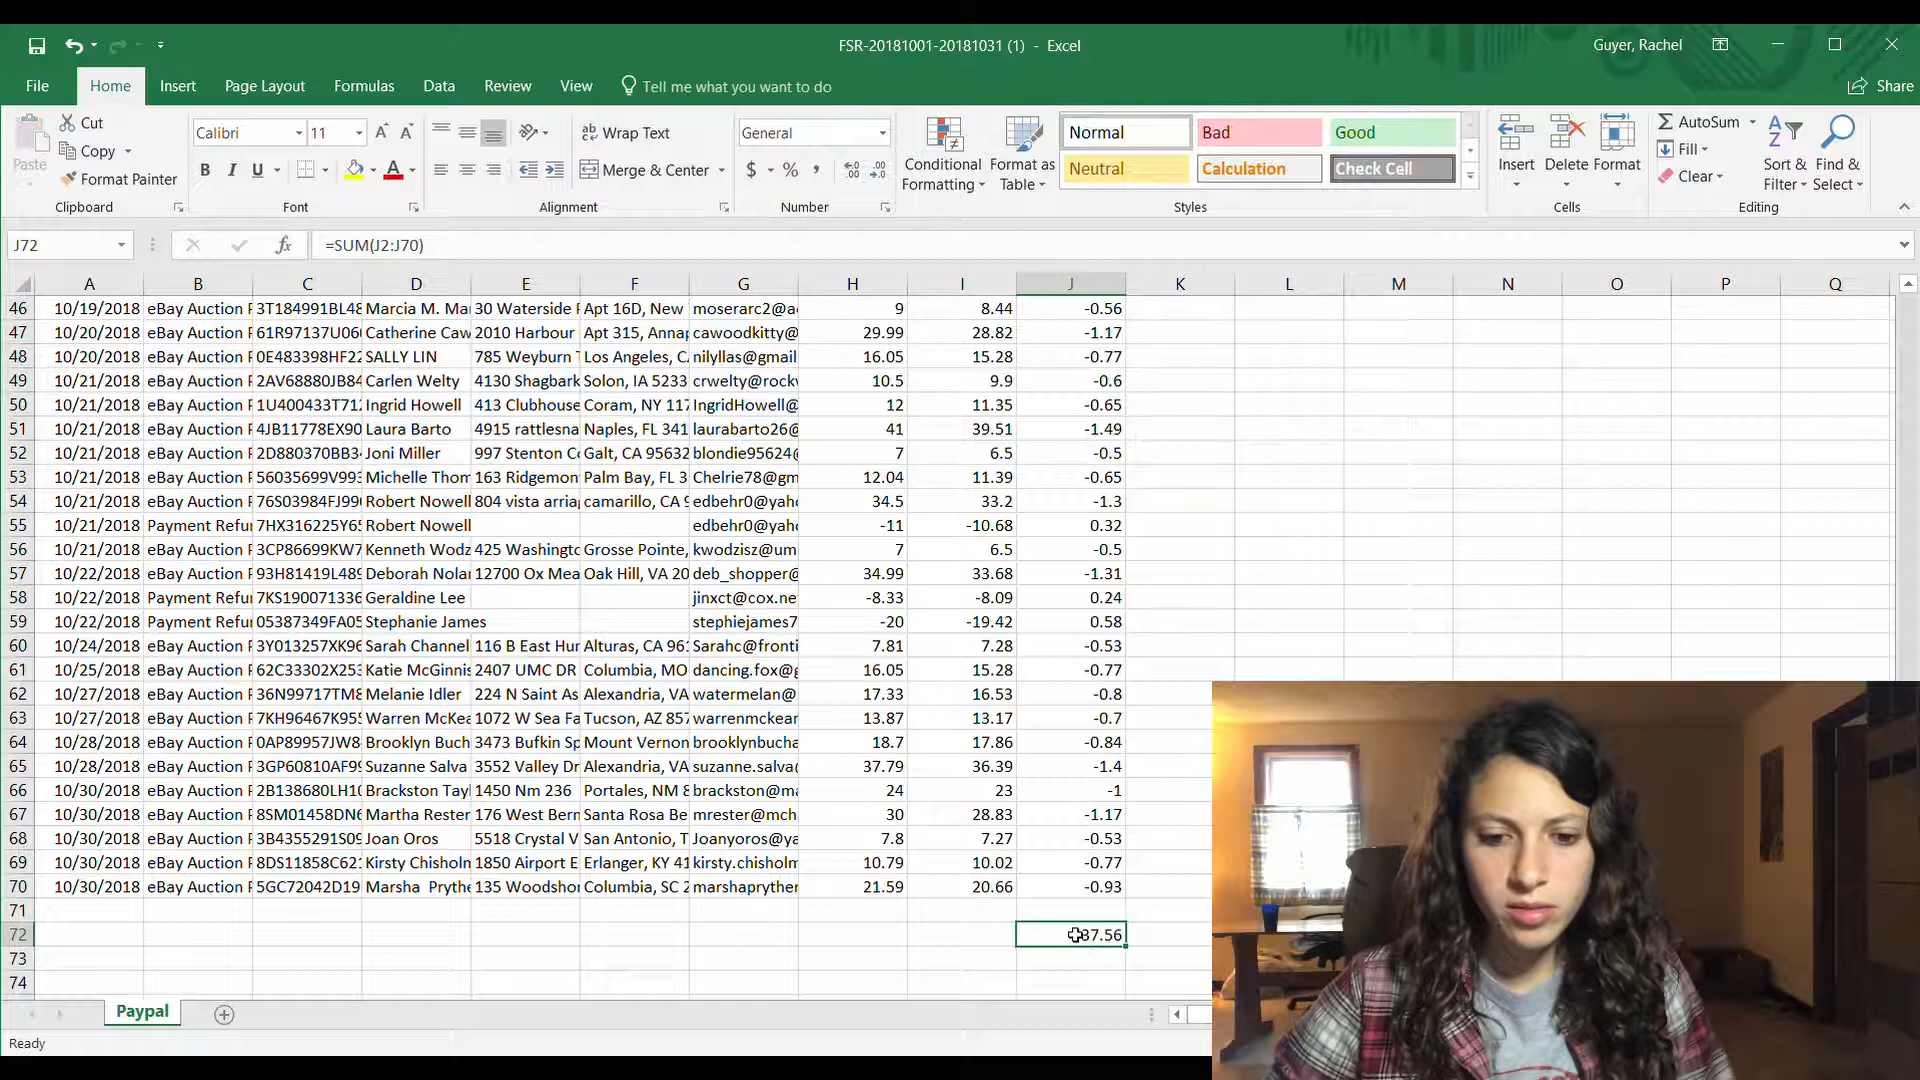 FSR-20181001-20181031 (1) - Excel
Guyer, Rachel
File Home Insert Page Layout Formulas Data Review View Tell me what you want to do Share
Paste
Cut
Copy
Format Painter
Clipboard
Calibri 11
B I U
Font
Wrap Text
Merge & Center
Alignment
General
$ % ,
Number
Conditional Formatting
Format as Table
Normal Bad Good
Neutral Calculation Check Cell
Styles
Insert Delete Format
Cells
AutoSum
Fill
Clear
Sort & Filter
Find & Select
Editing
J72 fx =SUM(J2:J70)
A B C D E F G H I J K L M N O P Q
46 10/19/2018 eBay Auction 3T184991BL48 Marcia M. Ma 30 Waterside Apt 16D, New moserarc2@a 9 8.44 -0.56
47 10/20/2018 eBay Auction 61R97137U06 Catherine Caw 2010 Harbour Apt 315, Annap cawoodkitty@ 29.99 28.82 -1.17
48 10/20/2018 eBay Auction 0E483398HF22 SALLY LIN 785 Weyburn Los Angeles, CA nilyllas@gmail 16.05 15.28 -0.77
49 10/21/2018 eBay Auction 2AV68880JB84 Carlen Welty 4130 Shagbark Solon, IA 5233 crwelty@rock 10.5 9.9 -0.6
50 10/21/2018 eBay Auction 1U400433T71 Ingrid Howell 413 Clubhouse Coram, NY 117 IngridHowell@ 12 11.35 -0.65
51 10/21/2018 eBay Auction 4JB11778EX90 Laura Barto 4915 rattlesna Naples, FL 341 laurabarto26@ 41 39.51 -1.49
52 10/21/2018 eBay Auction 2D880370BB3 Joni Miller 997 Stenton Co Galt, CA 95632 blondie95624 7 6.5 -0.5
53 10/21/2018 eBay Auction 56035699V993 Michelle Thom 163 Ridgemon Palm Bay, FL 3 Chelrie78@gm 12.04 11.39 -0.65
54 10/21/2018 eBay Auction 76S03984FJ99 Robert Nowell 804 vista arria camarillo, CA 9 edbehr0@yah 34.5 33.2 -1.3
55 10/21/2018 Payment Refu 7HX316225Y65 Robert Nowell edbehr0@yah -11 -10.68 0.32
56 10/21/2018 eBay Auction 3CP86699KW7 Kenneth Wodz 425 Washingto Grosse Pointe, kwodzisz@um 7 6.5 -0.5
57 10/22/2018 eBay Auction 93H81419L489 Deborah Nolan 12700 Ox Mea Oak Hill, VA 20 deb_shopper@ 34.99 33.68 -1.31
58 10/22/2018 Payment Refu 7KS190071336 Geraldine Lee jinxct@cox.ne -8.33 -8.09 0.24
59 10/22/2018 Payment Refu 05387349FA05 Stephanie James stephiejames7 -20 -19.42 0.58
60 10/24/2018 eBay Auction 3Y013257XK96 Sarah Channel 116 B East Hur Alturas, CA 961 Sarahc@fronti 7.81 7.28 -0.53
61 10/25/2018 eBay Auction 62C33302X253 Katie McGinnis 2407 UMC DR Columbia, MO dancing.fox@g 16.05 15.28 -0.77
62 10/27/2018 eBay Auction 36N99717TM8 Melanie Idler 224 N Saint As Alexandria, VA watermelan@ 17.33 16.53 -0.8
63 10/27/2018 eBay Auction 7KH96467K955 Warren McKea 1072 W Sea Fa Tucson, AZ 857 warrenmckear 13.87 13.17 -0.7
64 10/28/2018 eBay Auction 0AP89957JW8 Brooklyn Buch 3473 Bufkin Sp Mount Vernon brooklynbucha 18.7 17.86 -0.84
65 10/28/2018 eBay Auction 3GP60810AF99 Suzanne Salva 3552 Valley Dr Alexandria, VA suzanne.salva 37.79 36.39 -1.4
66 10/30/2018 eBay Auction 2B138680LH10 Brackston Tay 1450 Nm 236 Portales, NM 8 brackston@ma 24 23 -1
67 10/30/2018 eBay Auction 8SM01458DN6 Martha Rester 176 West Bern Santa Rosa Be mrester@mch 30 28.83 -1.17
68 10/30/2018 eBay Auction 3B4355291S09 Joan Oros 5518 Crystal V San Antonio, T Joanyoros@ya 7.8 7.27 -0.53
69 10/30/2018 eBay Auction 8DS11858C621 Kirsty Chisholm 1850 Airport E Erlanger, KY 41 kirsty.chisholm 10.79 10.02 -0.77
70 10/30/2018 eBay Auction 5GC72042D19 Marsha Prythe 135 Woodshor Columbia, SC 2 marshaprythe 21.59 20.66 -0.93
71
72 37.56
73
74
Paypal
Ready